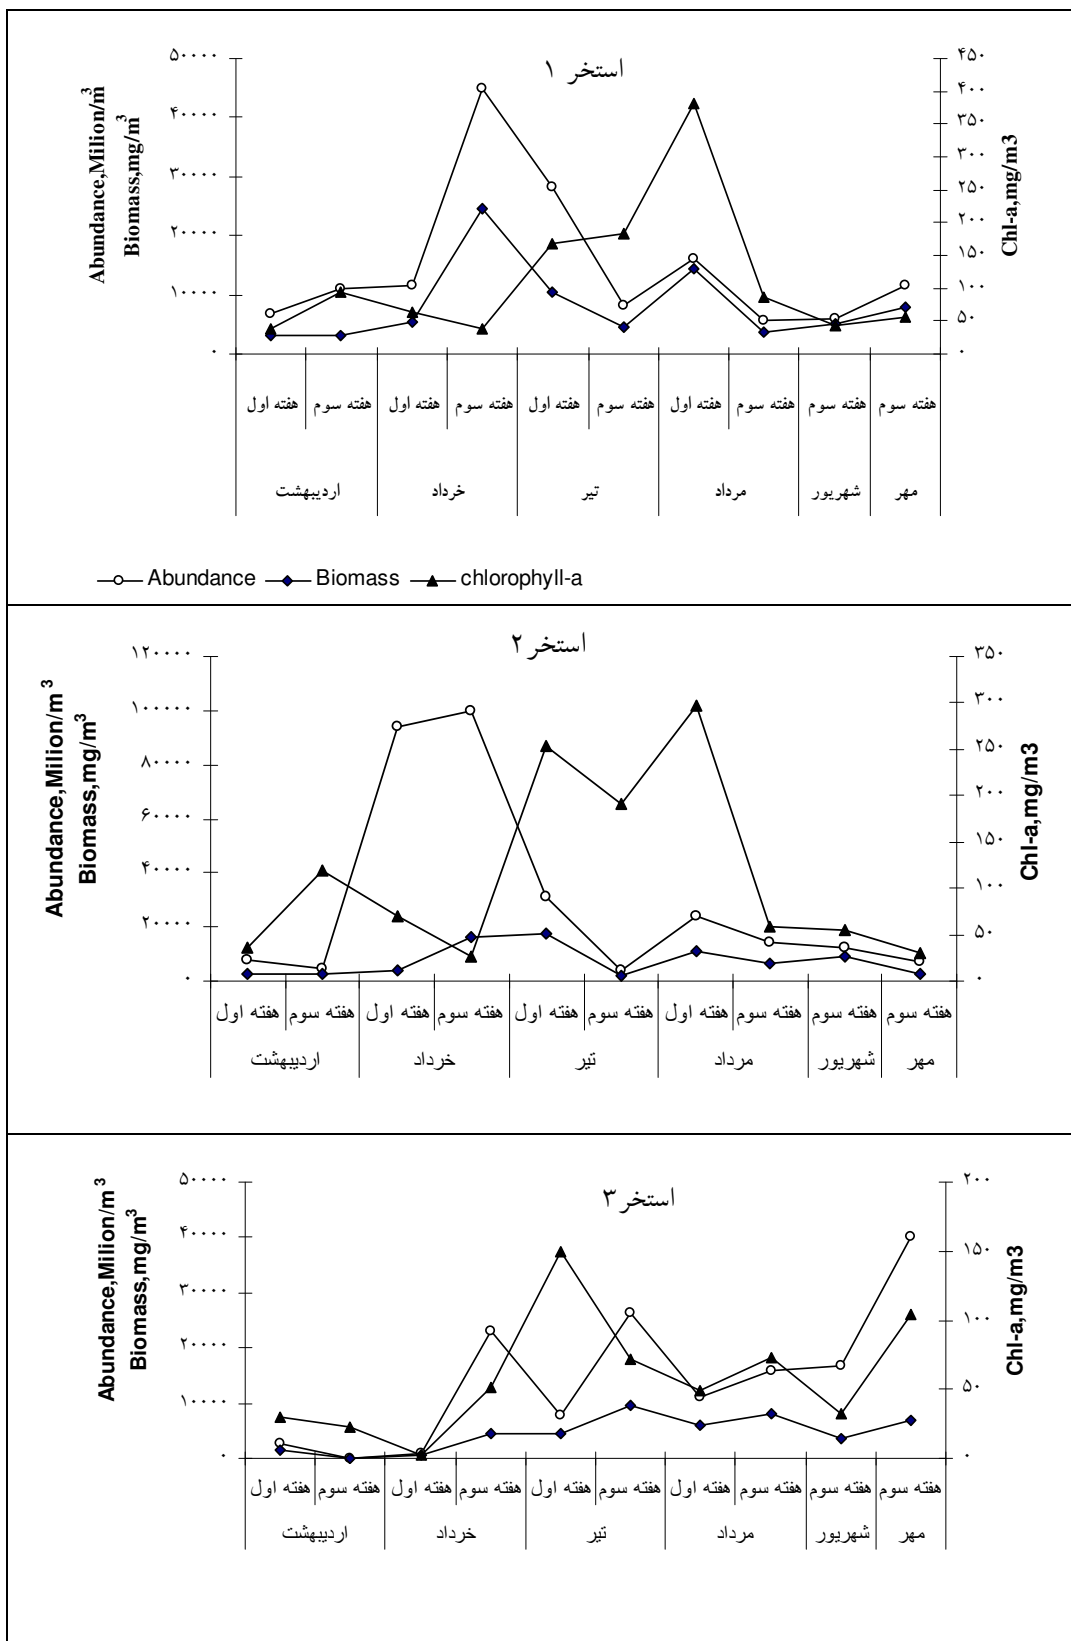 استخر ۱
Abundance,Milion/m3
Biomass,mg/m3
۵۰۰۰۰
۴۰۰۰۰
۳۰۰۰۰
۲۰۰۰۰
۱۰۰۰۰
۰
۴۵۰
۴۰۰
۳۵۰
۳۰۰
۲۵۰
۲۰۰
۱۵۰
۱۰۰
۵۰
۰
Chl-a,mg/m3
هفته اول هفته سوم هفته اول هفته سوم هفته اول هفته سوم هفته اول هفته سوم هفته سوم هفته سوم
اردیبهشت خرداد تیر مرداد شهریور مهر
Abundance Biomass chlorophyll-a
استخر ۲
Abundance,Milion/m 3
Biomass,mg/m3
۱۲۰۰۰۰
۱۰۰۰۰۰
۸۰۰۰۰
۶۰۰۰۰
۴۰۰۰۰
۲۰۰۰۰
۰
۳۵۰
۳۰۰
۲۵۰
۲۰۰
۱۵۰
۱۰۰
۵۰
۰
Chl-a,mg/m3
هفته اول هفته سوم هفته اول هفته سوم هفته اول هفته سوم هفته اول هفته سوم هفته سوم هفته سوم
اردیبهشت خرداد تیر مرداد شهریور مهر
استخر ۳
Abundance,Milion/m3
Biomass,mg/m3
۵۰۰۰۰
۴۰۰۰۰
۳۰۰۰۰
۲۰۰۰۰
۱۰۰۰۰
۰
۲۰۰
۱۵۰
۱۰۰
۵۰
۰
Chl-a,mg/m3
هفته اول هفته سوم هفته اول هفته سوم هفته اول هفته سوم هفته اول هفته سوم هفته سوم هفته سوم
اردیبهشت خرداد تیر مرداد شهریور مهر